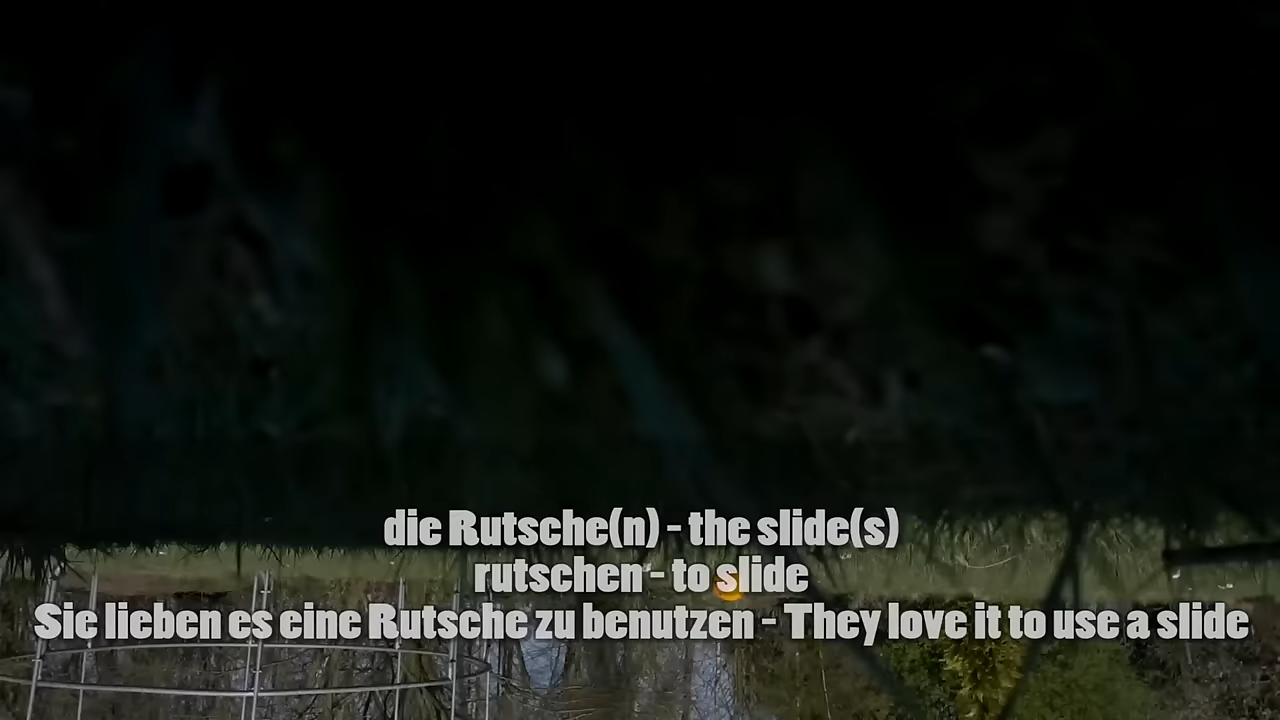 die Rutsche(n) - the slide(s)
rutschen - to slide
Sie lieben es eine Rutsche zu benutzen - They love it to use a slide